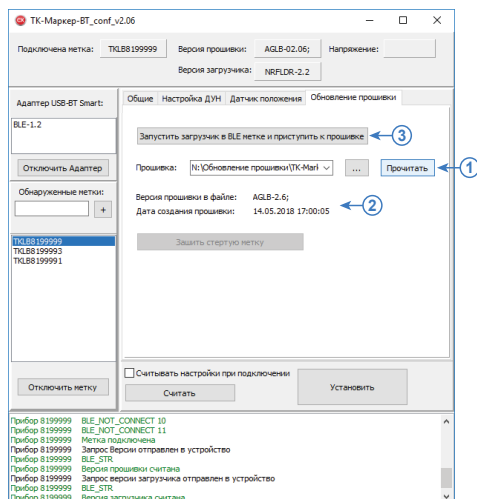 ТК-Маркер-BT_conf_v2.06
Подключена метка: TKLB8199999 Версия прошивки: AGLB-02.06; Напряжение:
Версия загрузчика: NRFLDR-2.2
Адаптер USB-BT Smart:
BLE-1.2
Отключить Адаптер
Обнаруженные метки:
+
TKLB8199999
TKLB8199993
TKLB8199991
Отключить метку
Общие Настройка ДУН Датчик положения Обновление прошивки
Запустить загрузчик в BLE метке и приступить к прошивке
3
Прошивка: N:\Обновление прошивки\ТК-Marк ... Прочитать
1
Версия прошивки в файле: AGLB-2.6;
Дата создания прошивки: 14.05.2018 17:00:05
2
Зашить стертую метку
Считывать настройки при подключении
Считать
Установить
Прибор 8199999 BLE_NOT_CONNECT 10
Прибор 8199999 BLE_NOT_CONNECT 11
Прибор 8199999 Метка подключена
Прибор 8199999 Запрос Версии отправлен в устройство
Прибор 8199999 BLE_STR
Прибор 8199999 Версия прошивки считана
Прибор 8199999 Запрос версии загрузчика отправлен в устройство
Прибор 8199999 BLE_STR
Прибор 8199999 Версия загрузчика считана